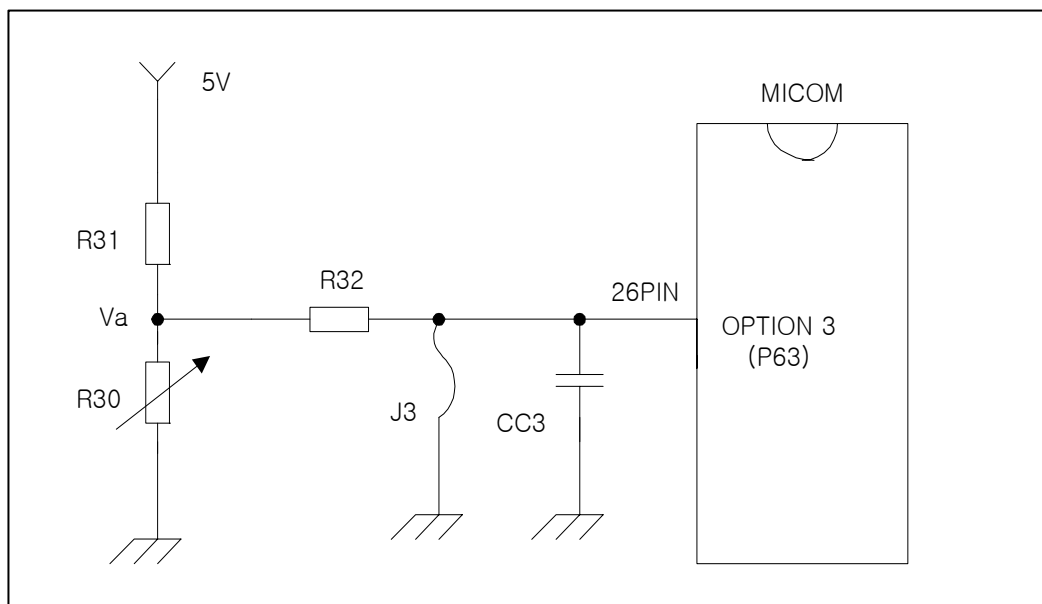 5V
MICOM
R31
R32
26PIN
Va
OPTION 3
(P63)
R30
J3
CC3